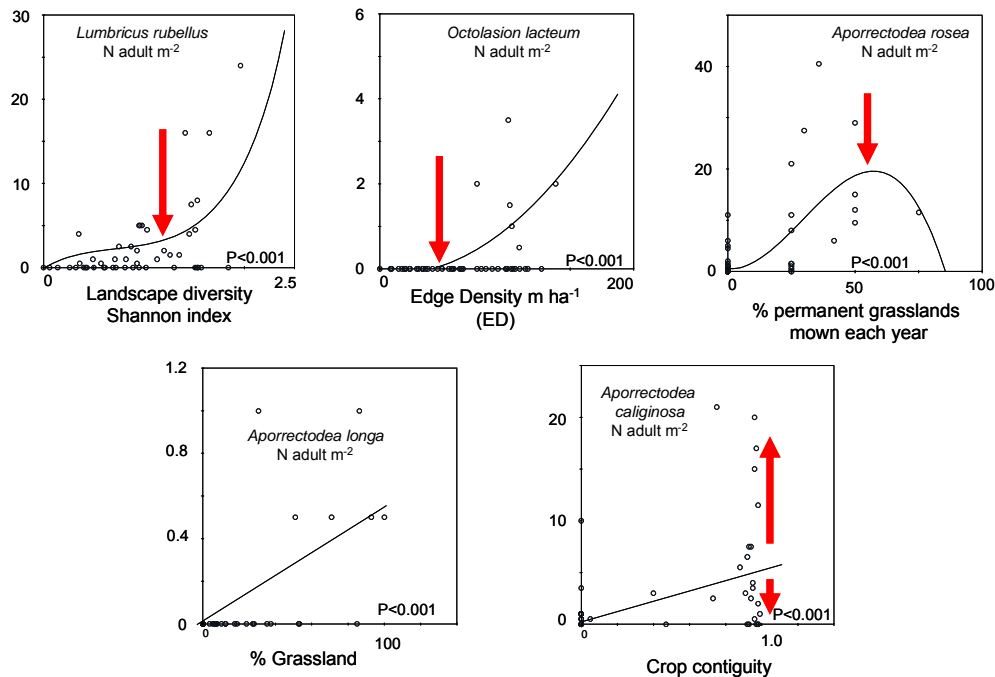 Lumbricus rubellus
N adult m-2
30
20
10
0
0
2.5
P<0.001
Landscape diversity
Shannon index
Octolasion lacteum
N adult m-2
6
4
2
0
0
200
P<0.001
Edge Density m ha-1
(ED)
Aporrectodea rosea
N adult m-2
40
20
0
0
50
100
P<0.001
% permanent grasslands
mown each year
Aporrectodea longa
N adult m-2
1.2
0.8
0.4
0
0
100
P<0.001
% Grassland
Aporrectodea
caliginosa
N adult m-2
20
10
0
0
1.0
P<0.001
Crop contiguity